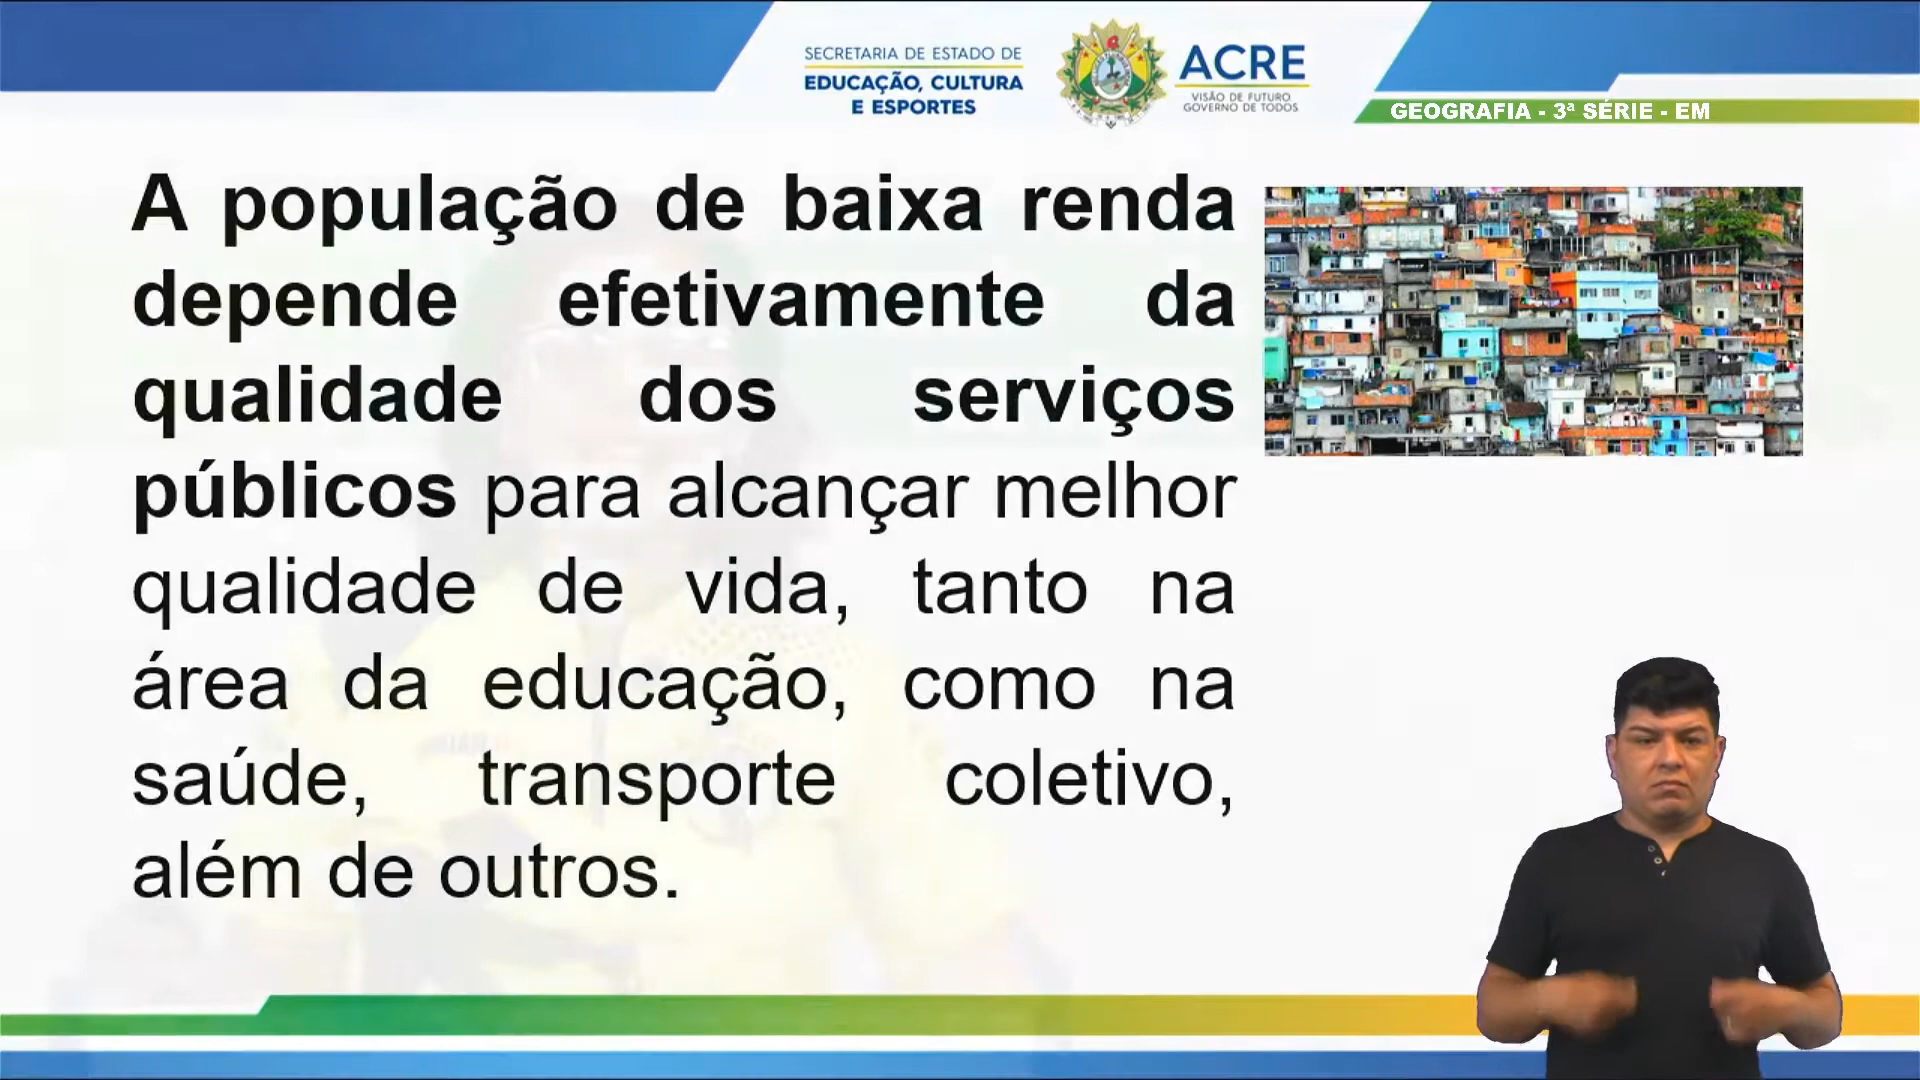 SECRETARIA DE ESTADO DE
EDUCAÇÃO, CULTURA
E ESPORTES
ACRE
VISÃO DE FUTURO
GOVERNO DE TODOS
GEOGRAFIA - 3ª SÉRIE - EM
A população de baixa renda
depende efetivamente da
qualidade dos serviços
públicos para alcançar melhor
qualidade de vida, tanto na
área da educação, como na
saúde, transporte coletivo,
além de outros.